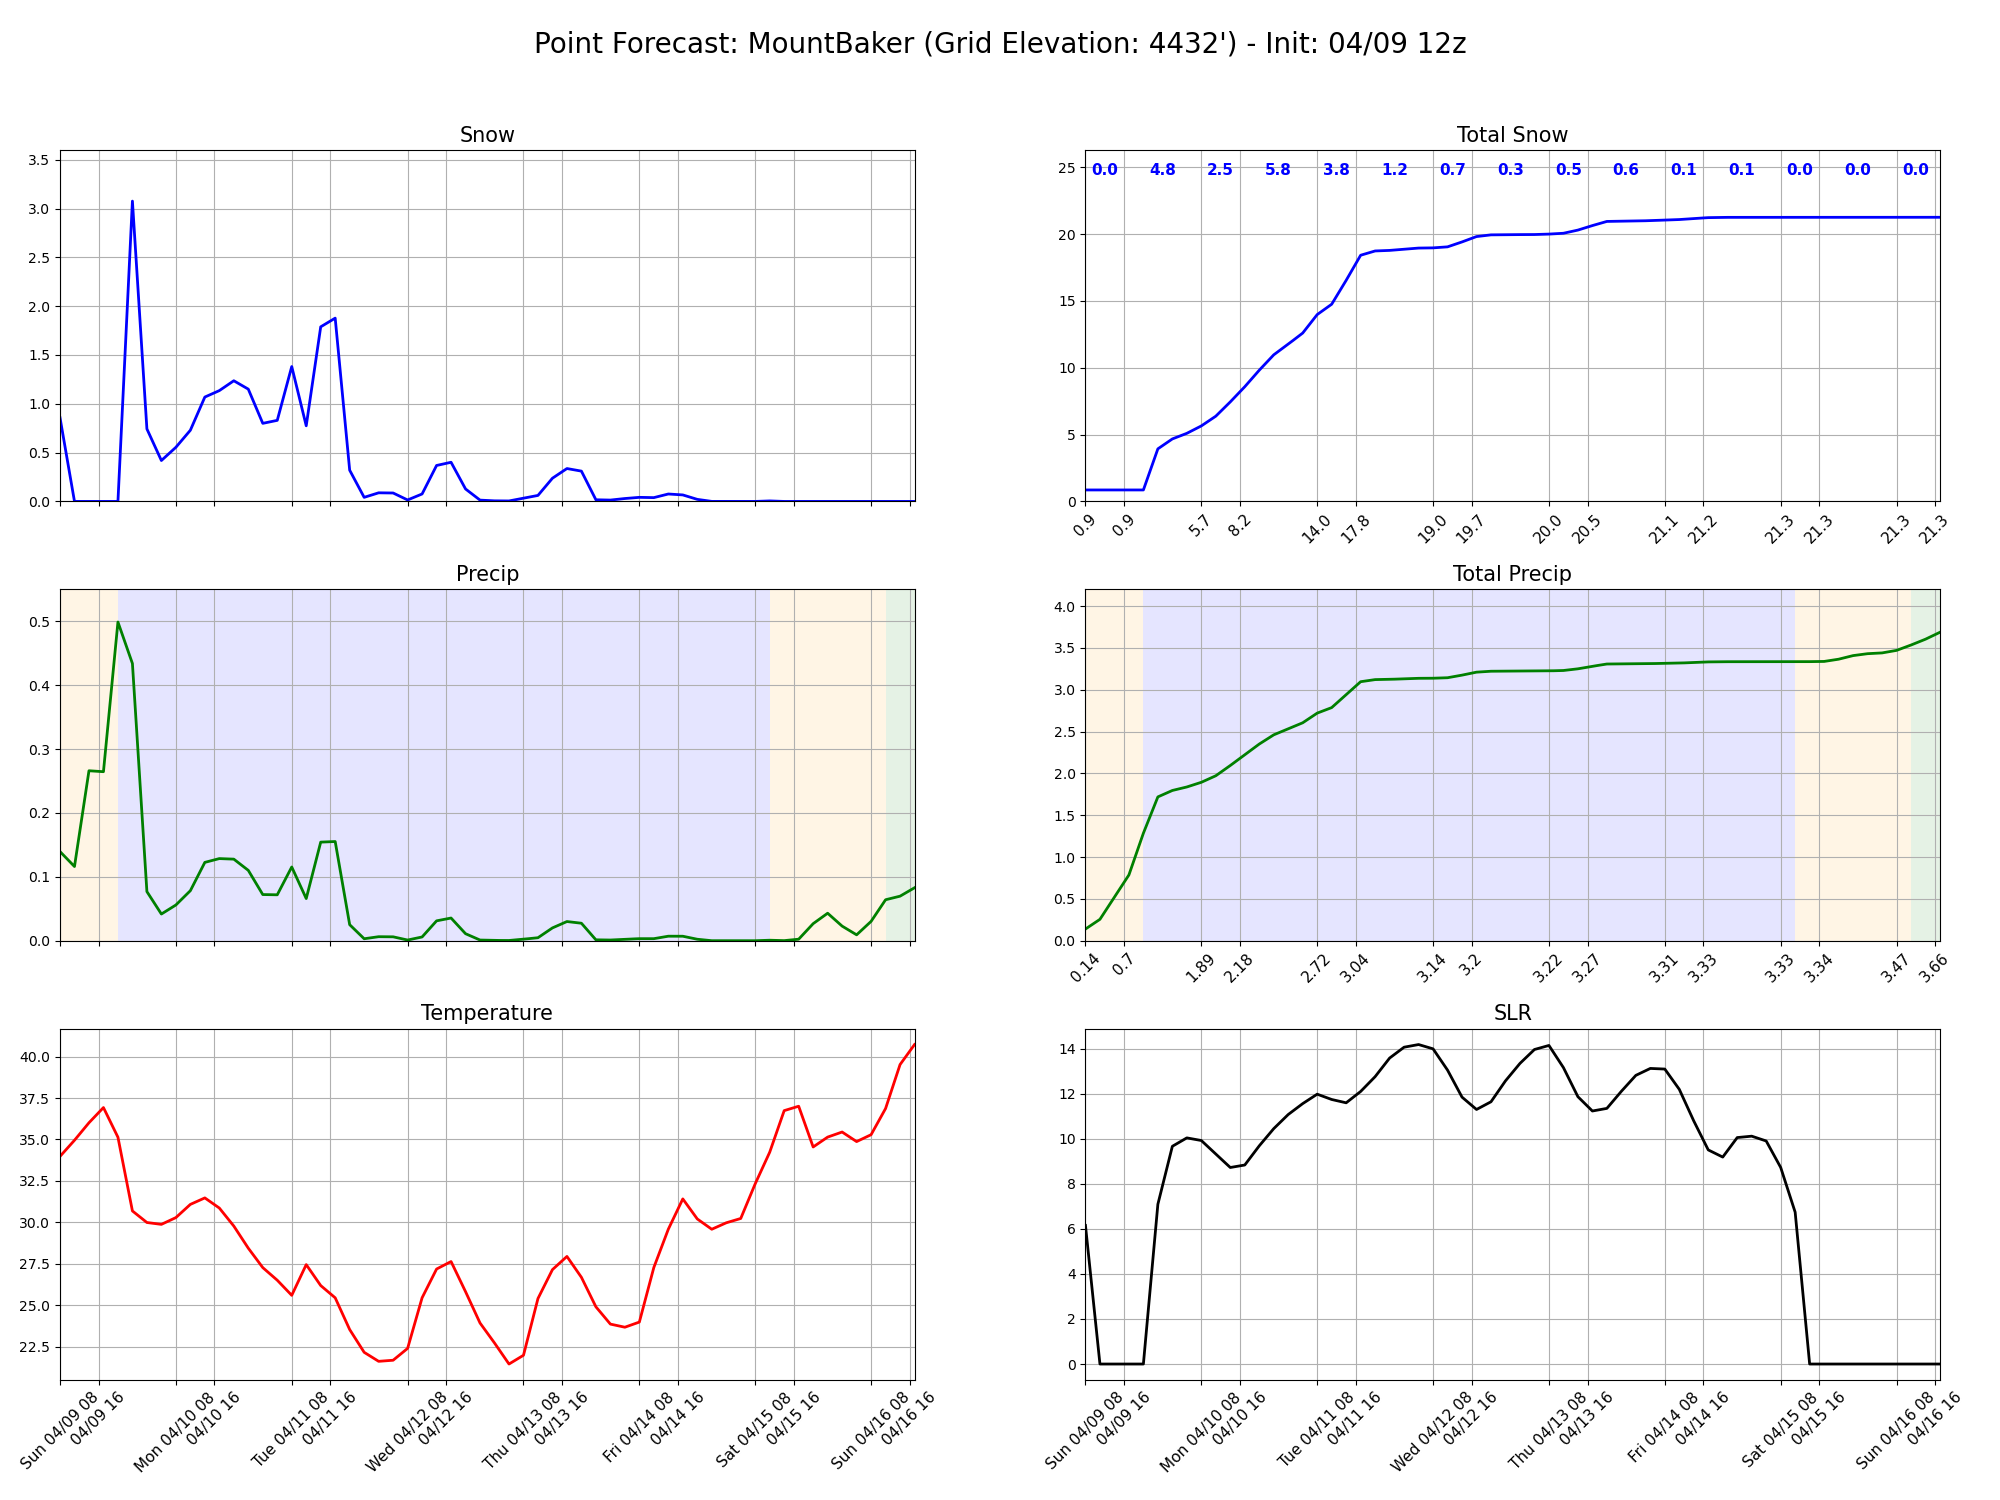 Point Forecast: MountBaker (Grid Elevation: 4432') - Init: 04/09 12z
Snow
3.5
3.0
2.5
2.0
1.5
1.0
0.5
0.0
Total Snow
0.0 4.8 2.5 5.8 3.8 1.2 0.7 0.3 0.5 0.6 0.1 0.1 0.0 0.0 0.0
25
20
15
10
5
0
0.9 0.9 5.7 8.2 14.0 17.8 19.0 19.7 20.0 20.5 21.1 21.2 21.3 21.3 21.3 21.3
Precip
0.5
0.4
0.3
0.2
0.1
0.0
Total Precip
4.0
3.5
3.0
2.5
2.0
1.5
1.0
0.5
0.0
0.14 0.7 1.89 2.18 2.72 3.04 3.14 3.2 3.22 3.27 3.31 3.33 3.33 3.34 3.47 3.66
Temperature
40.0
37.5
35.0
32.5
30.0
27.5
25.0
22.5
Sun 04/09 08
04/09 16
Mon 04/10 08
04/10 16
Tue 04/11 08
04/11 16
Wed 04/12 08
04/12 16
Thu 04/13 08
04/13 16
Fri 04/14 08
04/14 16
Sat 04/15 08
04/15 16
Sun 04/16 08
04/16 16
SLR
14
12
10
8
6
4
2
0
Sun 04/09 08
04/09 16
Mon 04/10 08
04/10 16
Tue 04/11 08
04/11 16
Wed 04/12 08
04/12 16
Thu 04/13 08
04/13 16
Fri 04/14 08
04/14 16
Sat 04/15 08
04/15 16
Sun 04/16 08
04/16 16